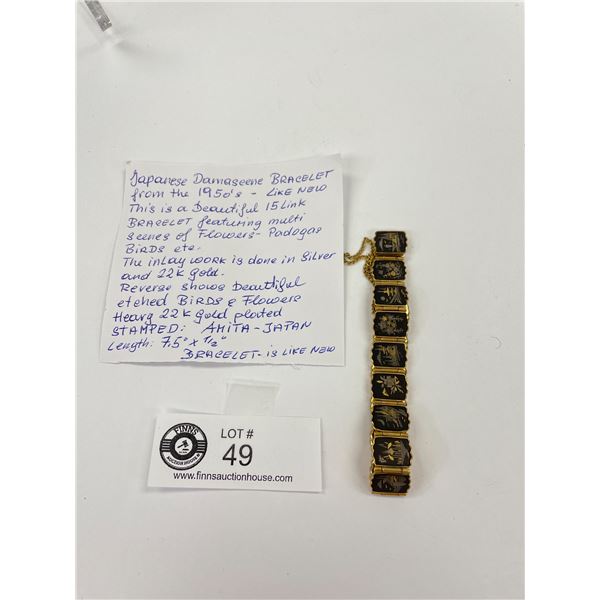 Japanese Damascene BRACELET
from the 1950's - LIKE NEW
This is a Beautiful 15 Link
BRACELET featuring multi
scenes of Flowers - Padogas
BIRDS etc.
The inlay work is done in Silver
and 22K Gold.
Reverse shows beautiful
etched BIRDS & Flowers
Heavy 22K Gold plated
STAMPED: AMITA-JAPAN
Length: 7.5" x 1/2"
BRACELET - is LIKE NEW
FINNS
AUCTION HOUSE
LOT #
49
www.finnsauctionhouse.com